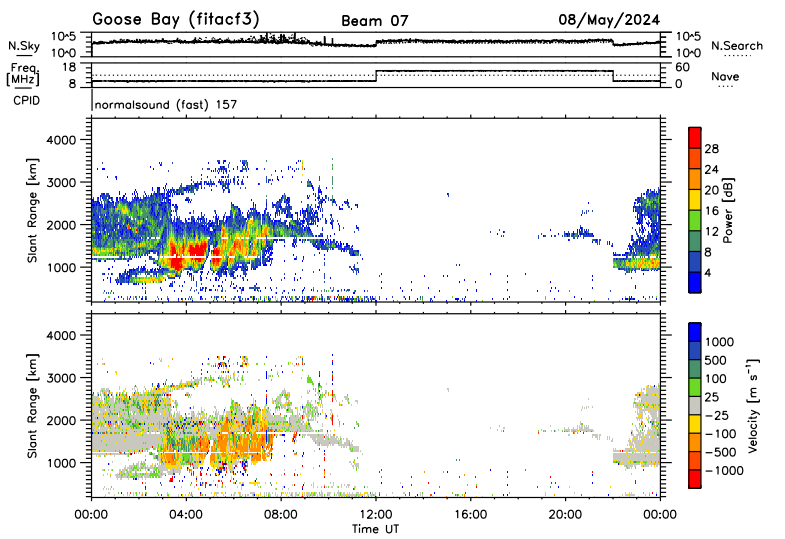 Goose Bay (fitacf3) Beam 07 08/May/2024
N.Sky 10^5 10^0 10^5 10^0 N.Search
Freq. [MHz] 18 8 60 0 Nave
CPID normalsound (fast) 157
Slant Range [km] 4000 3000 2000 1000
Power [dB] 28 24 20 16 12 8 4
Slant Range [km] 4000 3000 2000 1000
Velocity [m s⁻¹] 1000 500 100 25 −25 −100 −500 −1000
00:00 04:00 08:00 12:00 16:00 20:00 00:00
Time UT